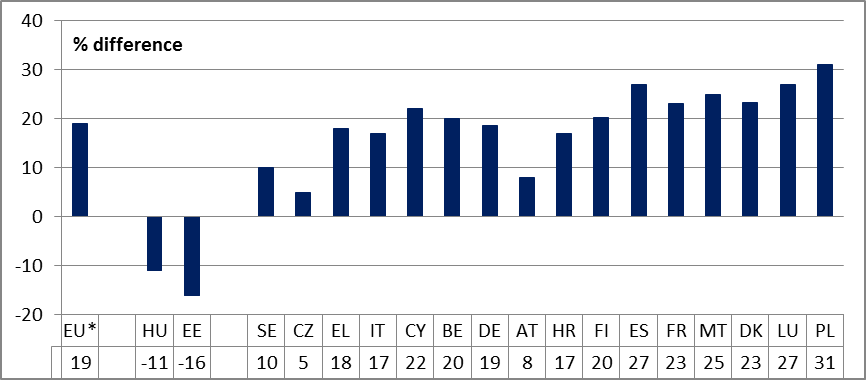 40
% difference
30
20
10
0
-10
-20
EU* HU EE SE CZ EL IT CY BE DE AT HR FI ES FR MT DK LU PL
19 -11 -16 10 5 18 17 22 20 19 8 17 20 27 23 25 23 27 31